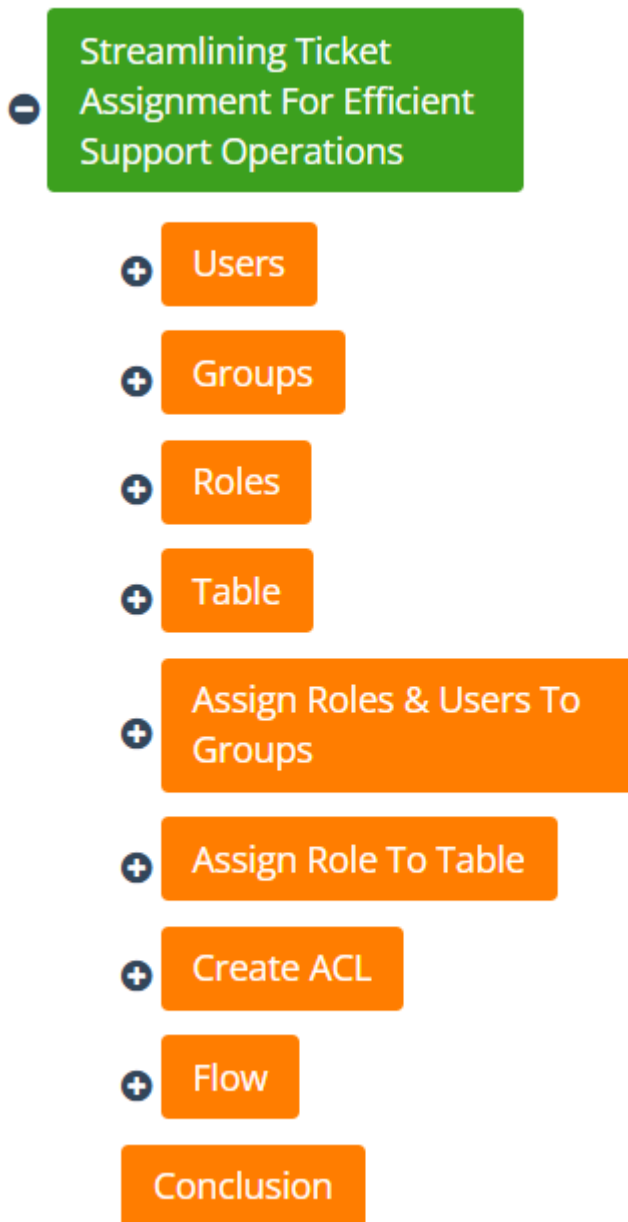 Streamlining Ticket
Assignment For Efficient
Support Operations
Users
Groups
Roles
Table
Assign Roles & Users To
Groups
Assign Role To Table
Create ACL
Flow
Conclusion